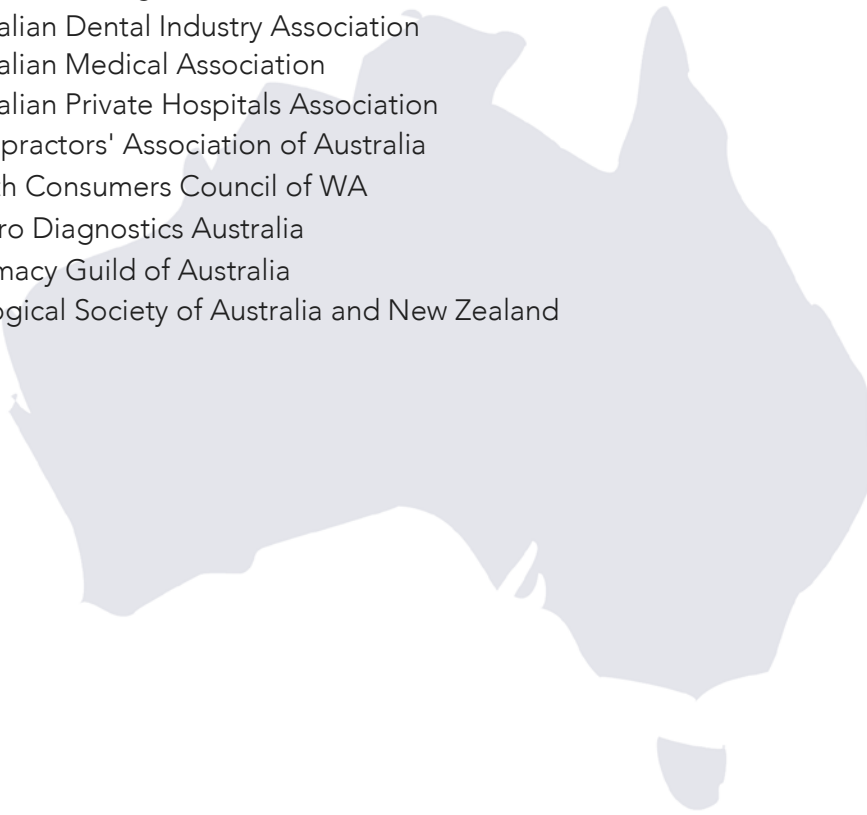 alian Dental Industry Association
alian Medical Association
alian Private Hospitals Association
practors' Association of Australia
th Consumers Council of WA
ro Diagnostics Australia
macy Guild of Australia
ogical Society of Australia and New Zealand